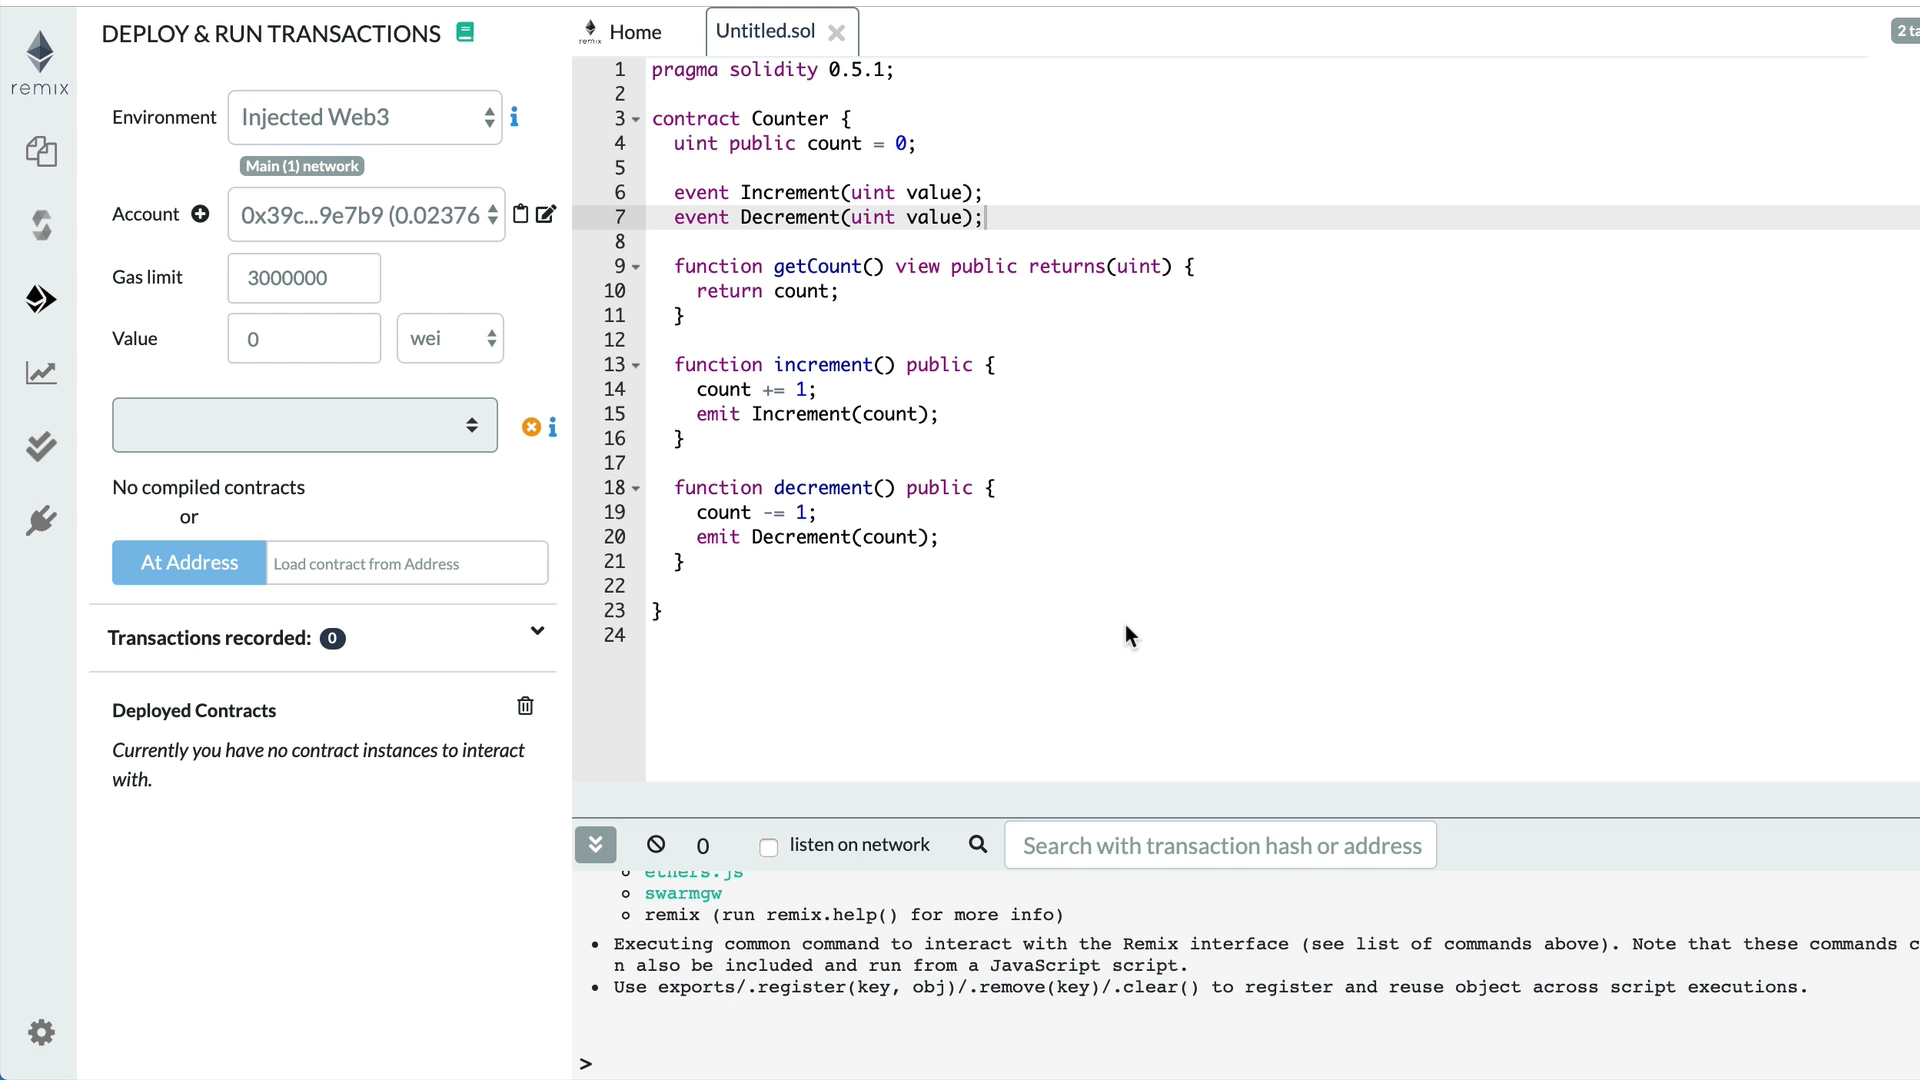 remix
DEPLOY & RUN TRANSACTIONS
Environment
Injected Web3
Main (1) network
Account
0x39c...9e7b9 (0.02376
Gas limit
3000000
Value
0
wei
No compiled contracts
or
At Address
Load contract from Address
Transactions recorded: 0
Deployed Contracts
Currently you have no contract instances to interact
with.
remix
Home
Untitled.sol
2 ta
1 pragma solidity 0.5.1;
2
3 contract Counter {
4 uint public count = 0;
5
6 event Increment(uint value);
7 event Decrement(uint value);
8
9 function getCount() view public returns(uint) {
10 return count;
11 }
12
13 function increment() public {
14 count += 1;
15 emit Increment(count);
16 }
17
18 function decrement() public {
19 count -= 1;
20 emit Decrement(count);
21 }
22
23 }
24
0
listen on network
Search with transaction hash or address
ethers.js
swarmgw
remix (run remix.help() for more info)
Executing common command to interact with the Remix interface (see list of commands above). Note that these commands c
n also be included and run from a JavaScript script.
Use exports/.register(key, obj)/.remove(key)/.clear() to register and reuse object across script executions.
>